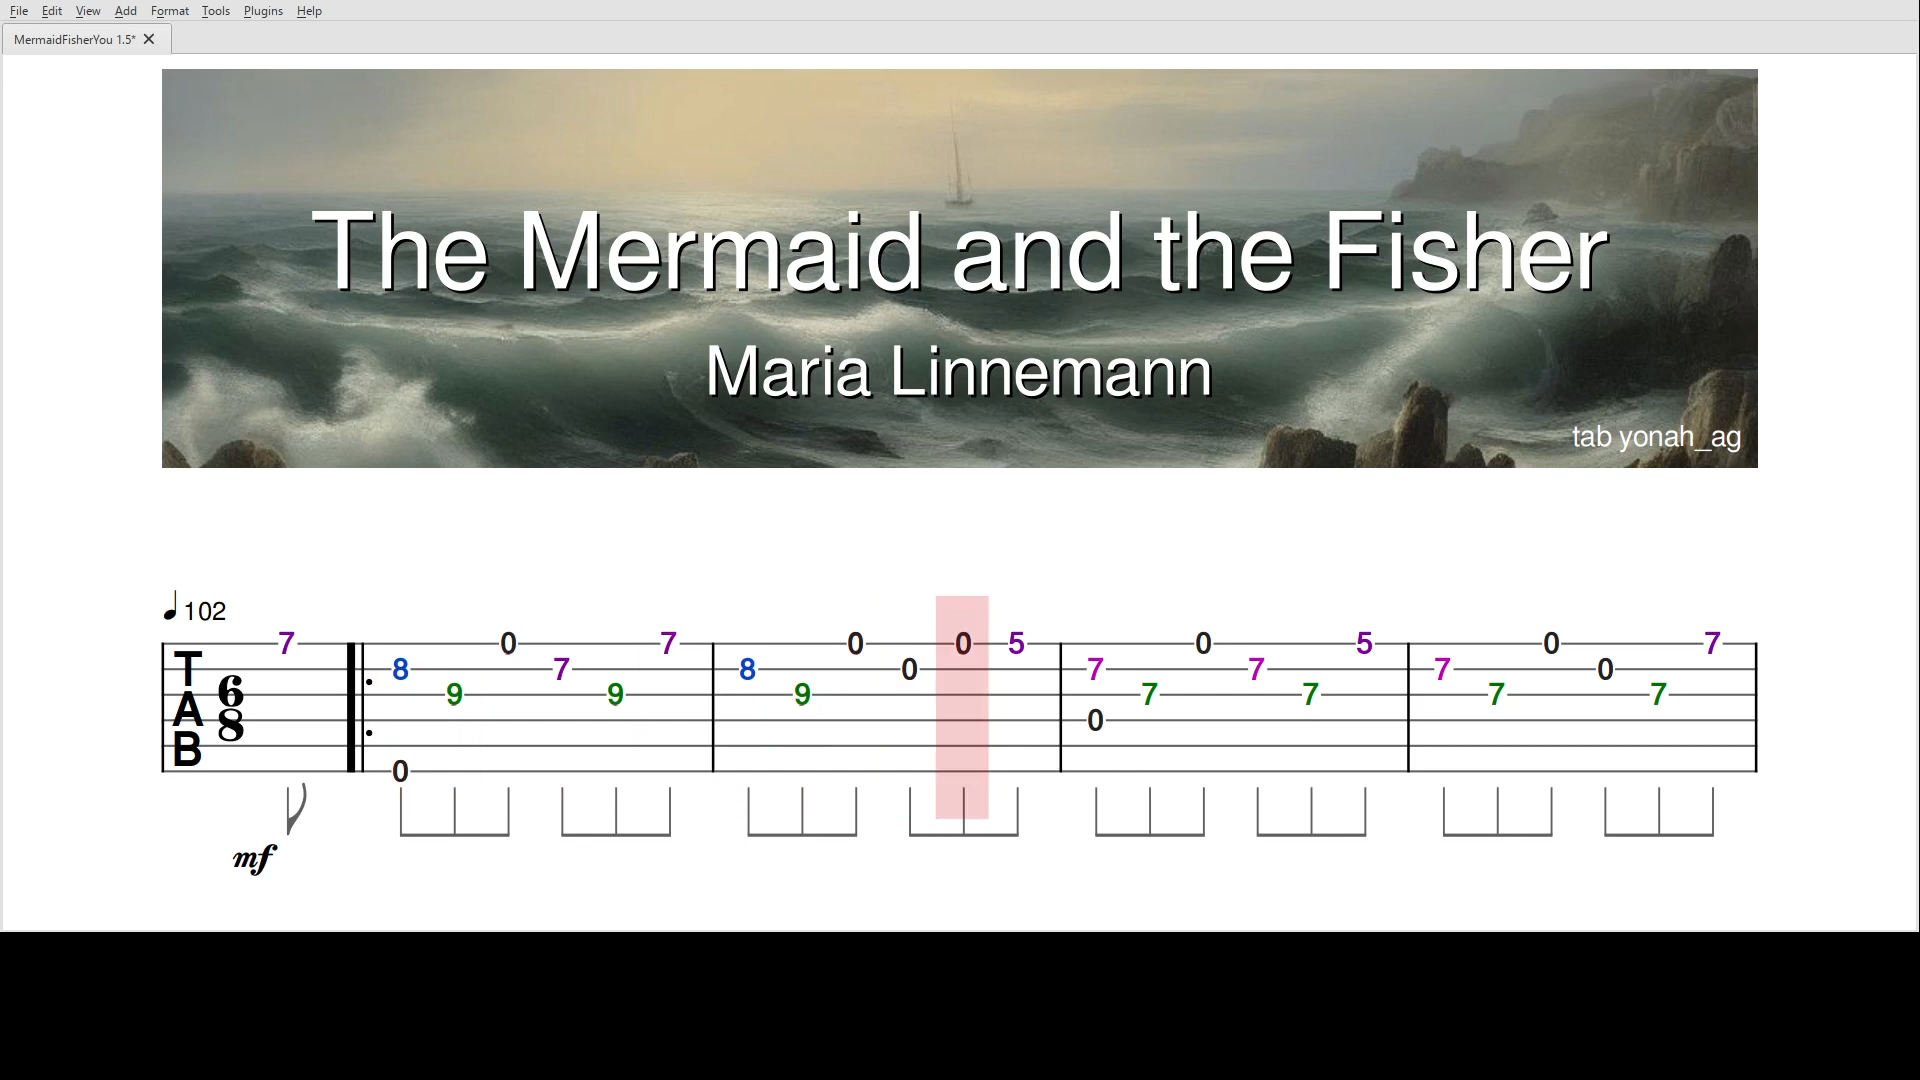 File Edit View Add Format Tools Plugins Help
MermaidFisherYou 1.5*
The Mermaid and the Fisher
Maria Linnemann
tab yonah_ag
♩102
7 0 7 0 0 5 0 5 0 7
T 8 7 8 0 7 7 7 0
6 9 9 9 7 7 7 7
A 0
8
B
0
mf